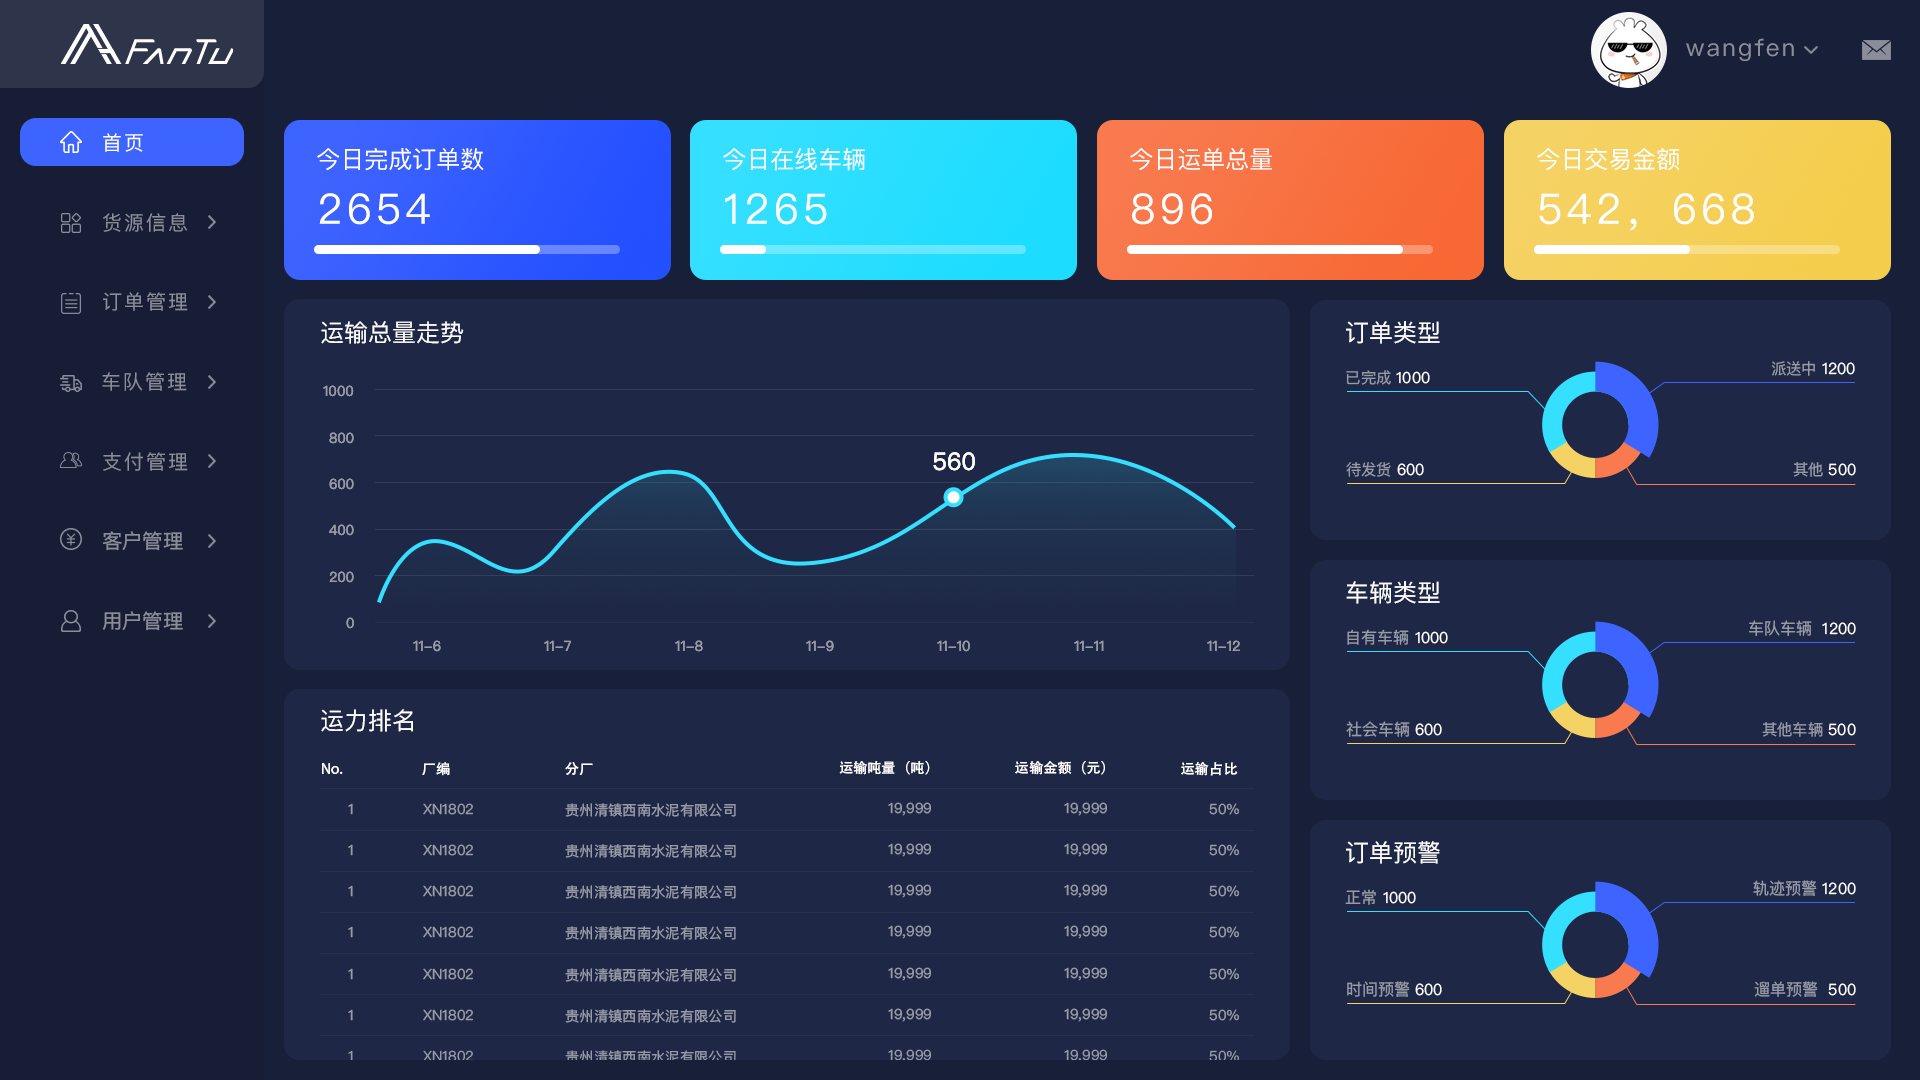 FANTU
wangfen
首页
货源信息
订单管理
车队管理
支付管理
客户管理
用户管理
今日完成订单数
2654
今日在线车辆
1265
今日运单总量
896
今日交易金额
542，668
运输总量走势
1000
800
600
400
200
0
560
11-6 11-7 11-8 11-9 11-10 11-11 11-12
运力排名
No. 厂编 分厂 运输吨量（吨） 运输金额（元） 运输占比
1 XN1802 贵州清镇西南水泥有限公司 19,999 19,999 50%
1 XN1802 贵州清镇西南水泥有限公司 19,999 19,999 50%
1 XN1802 贵州清镇西南水泥有限公司 19,999 19,999 50%
1 XN1802 贵州清镇西南水泥有限公司 19,999 19,999 50%
1 XN1802 贵州清镇西南水泥有限公司 19,999 19,999 50%
1 XN1802 贵州清镇西南水泥有限公司 19,999 19,999 50%
1 XN1802 贵州清镇西南水泥有限公司 19,999 19,999 50%
订单类型
已完成 1000
派送中 1200
待发货 600
其他 500
车辆类型
自有车辆 1000
车队车辆 1200
社会车辆 600
其他车辆 500
订单预警
正常 1000
轨迹预警 1200
时间预警 600
遛单预警 500